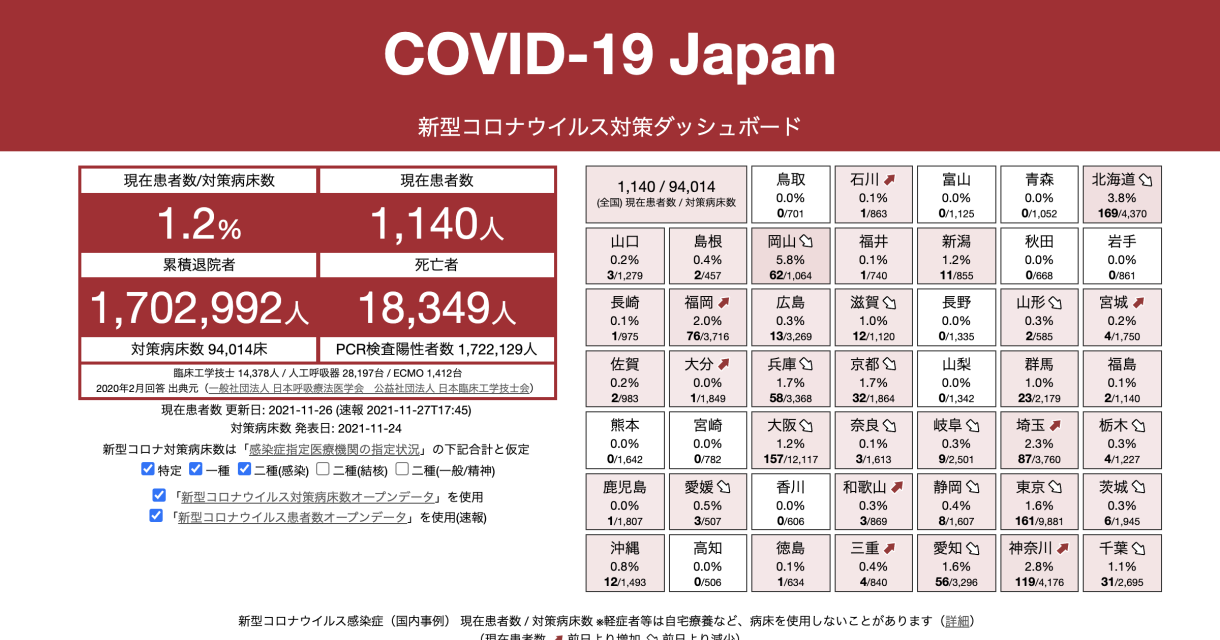 COVID-19 Japan
新型コロナウイルス対策ダッシュボード
現在患者数/対策病床数
現在患者数
1.2%
1,140人
累積退院者
死亡者
1,702,992人
18,349人
対策病床数 94,014床
PCR検査陽性者数 1,722,129人
臨床工学技士 14,378人 / 人工呼吸器 28,197台 / ECMO 1,412台
2020年2月回答 出典元（一般社団法人 日本呼吸療法医学会　公益社団法人 日本臨床工学技士会）
現在患者数 更新日: 2021-11-26 (速報 2021-11-27T17:45)
対策病床数 発表日: 2021-11-24
新型コロナ対策病床数は「感染症指定医療機関の指定状況」の下記合計と仮定
特定 一種 二種(感染) 二種(結核) 二種(一般/精神)
「新型コロナウイルス対策病床数オープンデータ」を使用
「新型コロナウイルス患者数オープンデータ」を使用(速報)
1,140 / 94,014
(全国) 現在患者数 / 対策病床数
鳥取
0.0%
0/701
石川
0.1%
1/863
富山
0.0%
0/1,125
青森
0.0%
0/1,052
北海道
3.8%
169/4,370
山口
0.2%
3/1,279
島根
0.4%
2/457
岡山
5.8%
62/1,064
福井
0.1%
1/740
新潟
1.2%
11/855
秋田
0.0%
0/668
岩手
0.0%
0/861
長崎
0.1%
1/975
福岡
2.0%
76/3,716
広島
0.3%
13/3,269
滋賀
1.0%
12/1,120
長野
0.0%
0/1,335
山形
0.3%
2/585
宮城
0.2%
4/1,750
佐賀
0.2%
2/983
大分
0.0%
1/1,849
兵庫
1.7%
58/3,368
京都
1.7%
32/1,864
山梨
0.0%
0/1,342
群馬
1.0%
23/2,179
福島
0.1%
2/1,140
熊本
0.0%
0/1,642
宮崎
0.0%
0/782
大阪
1.2%
157/12,117
奈良
0.1%
3/1,613
岐阜
0.3%
9/2,501
埼玉
2.3%
87/3,760
栃木
0.3%
4/1,227
鹿児島
0.0%
1/1,807
愛媛
0.5%
3/507
香川
0.0%
0/606
和歌山
0.3%
3/869
静岡
0.4%
8/1,607
東京
1.6%
161/9,881
茨城
0.3%
6/1,945
沖縄
0.8%
12/1,493
高知
0.0%
0/506
徳島
0.1%
1/634
三重
0.4%
4/840
愛知
1.6%
56/3,296
神奈川
2.8%
119/4,176
千葉
1.1%
31/2,695
新型コロナウイルス感染症（国内事例） 現在患者数 / 対策病床数 ※軽症者等は自宅療養など、病床を使用しないことがあります（詳細）
（現在患者数 前日より増加 前日より減少）